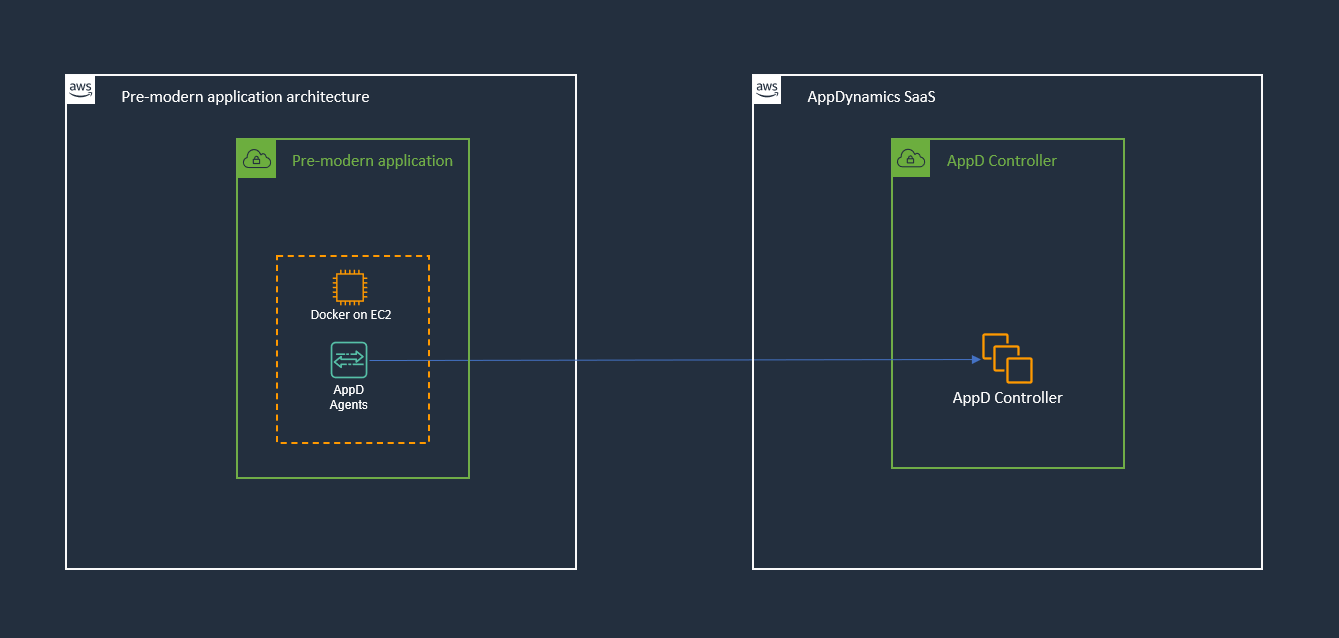 aws
Pre-modern application architecture
Pre-modern application
Docker on EC2
AppD
Agents
aws
AppDynamics SaaS
AppD Controller
AppD Controller